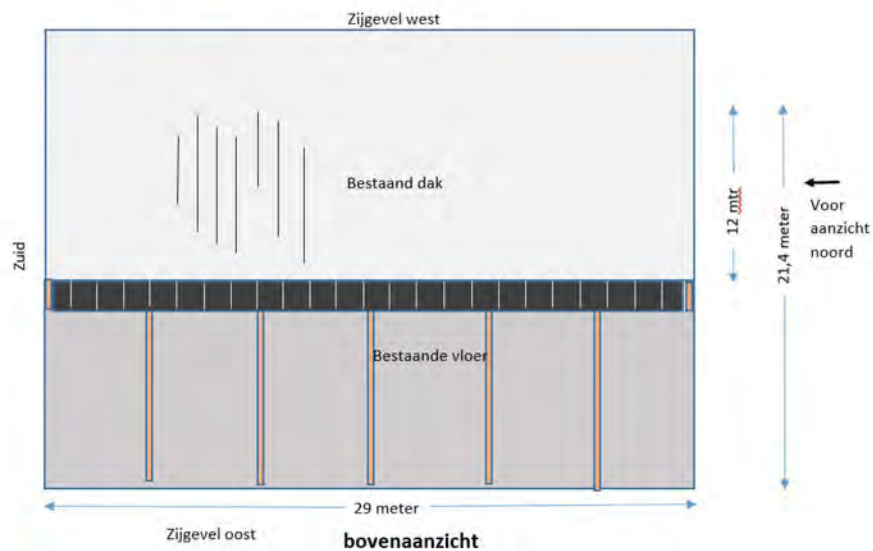 Zijgevel west
Bestaand dak
Zuid
12 mtr
21,4 meter
Voor
aanzicht
noord
Bestaande vloer
29 meter
Zijgevel oost
bovenaanzicht